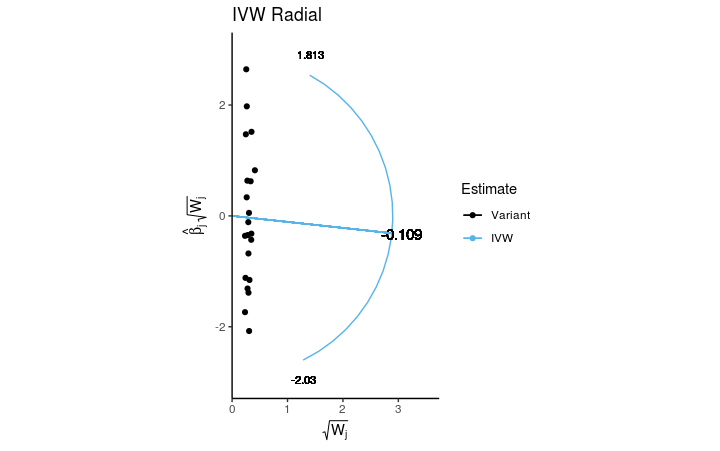 IVW Radial
1.813
2
0
-2
β̂j√Wj
-0.109
-2.03
0
1
2
3
√Wj
Estimate
Variant
IVW